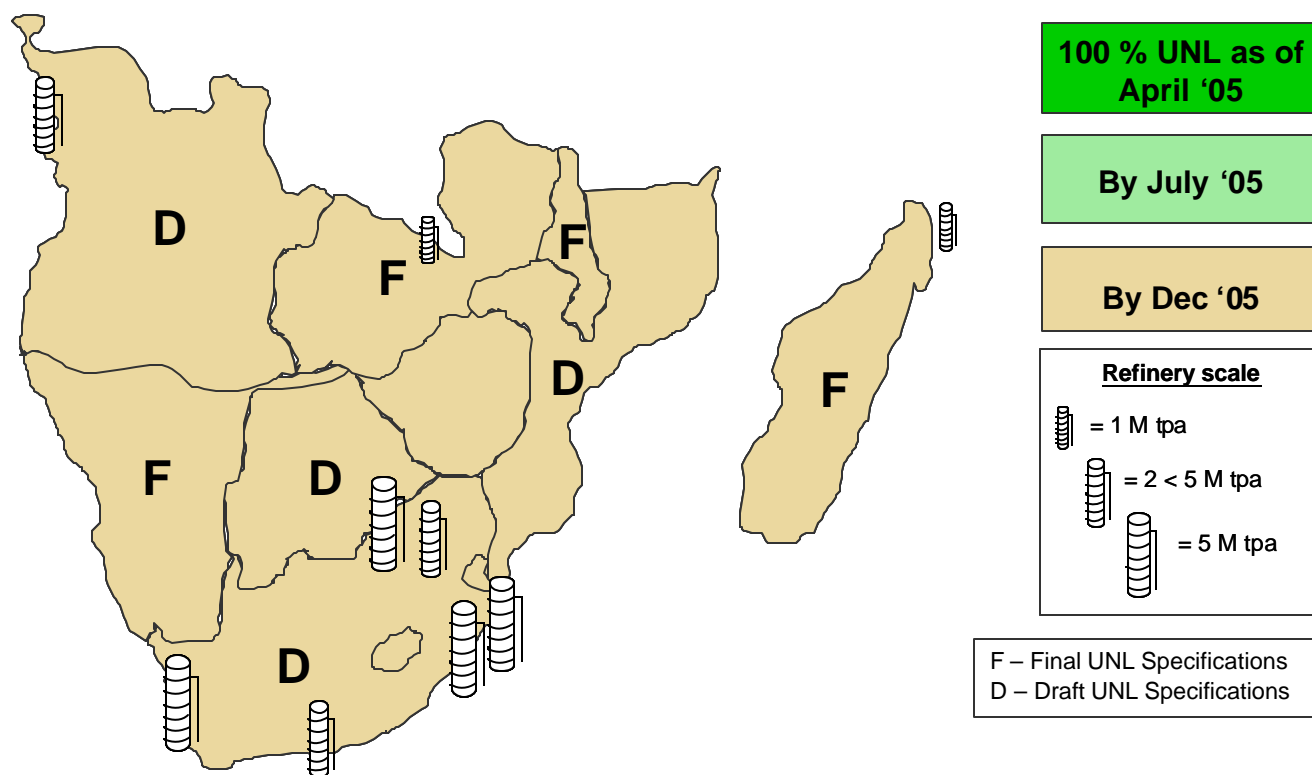 100 % UNL as of
April ‘05
By July ‘05
By Dec ‘05
Refinery scale
= 1 M tpa
= 2 < 5 M tpa
= 5 M tpa
F – Final UNL Specifications
D – Draft UNL Specifications
D
F
F
D
F
F
D
D